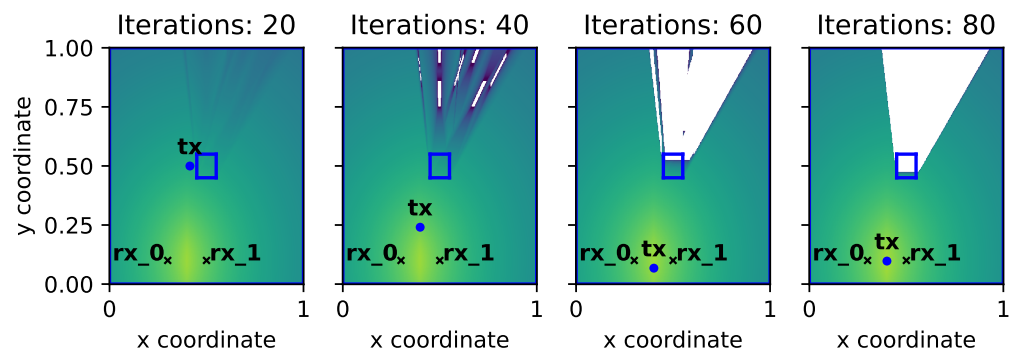 Iterations: 20
Iterations: 40
Iterations: 60
Iterations: 80
1.00
0.75
0.50
0.25
0.00
y coordinate
tx
rx_0
rx_1
tx
rx_0
rx_1
tx
rx_0
rx_1
tx
rx_0
rx_1
0 1
0 1
0 1
0 1
x coordinate
x coordinate
x coordinate
x coordinate